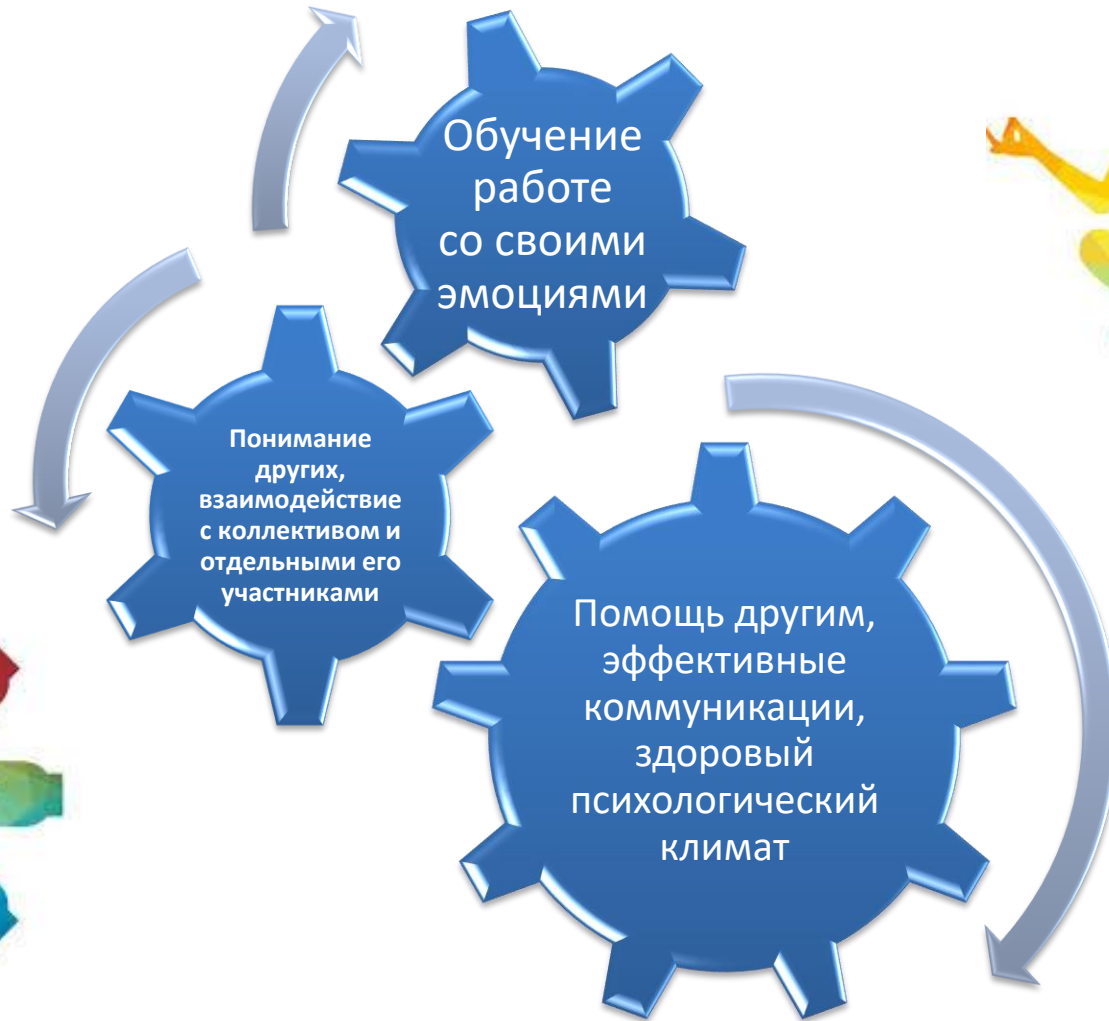 Обучение
работе
со своими
эмоциями
Понимание
других,
взаимодействие
с коллективом и
отдельными его
участниками
Помощь другим,
эффективные
коммуникации,
здоровый
психологический
климат